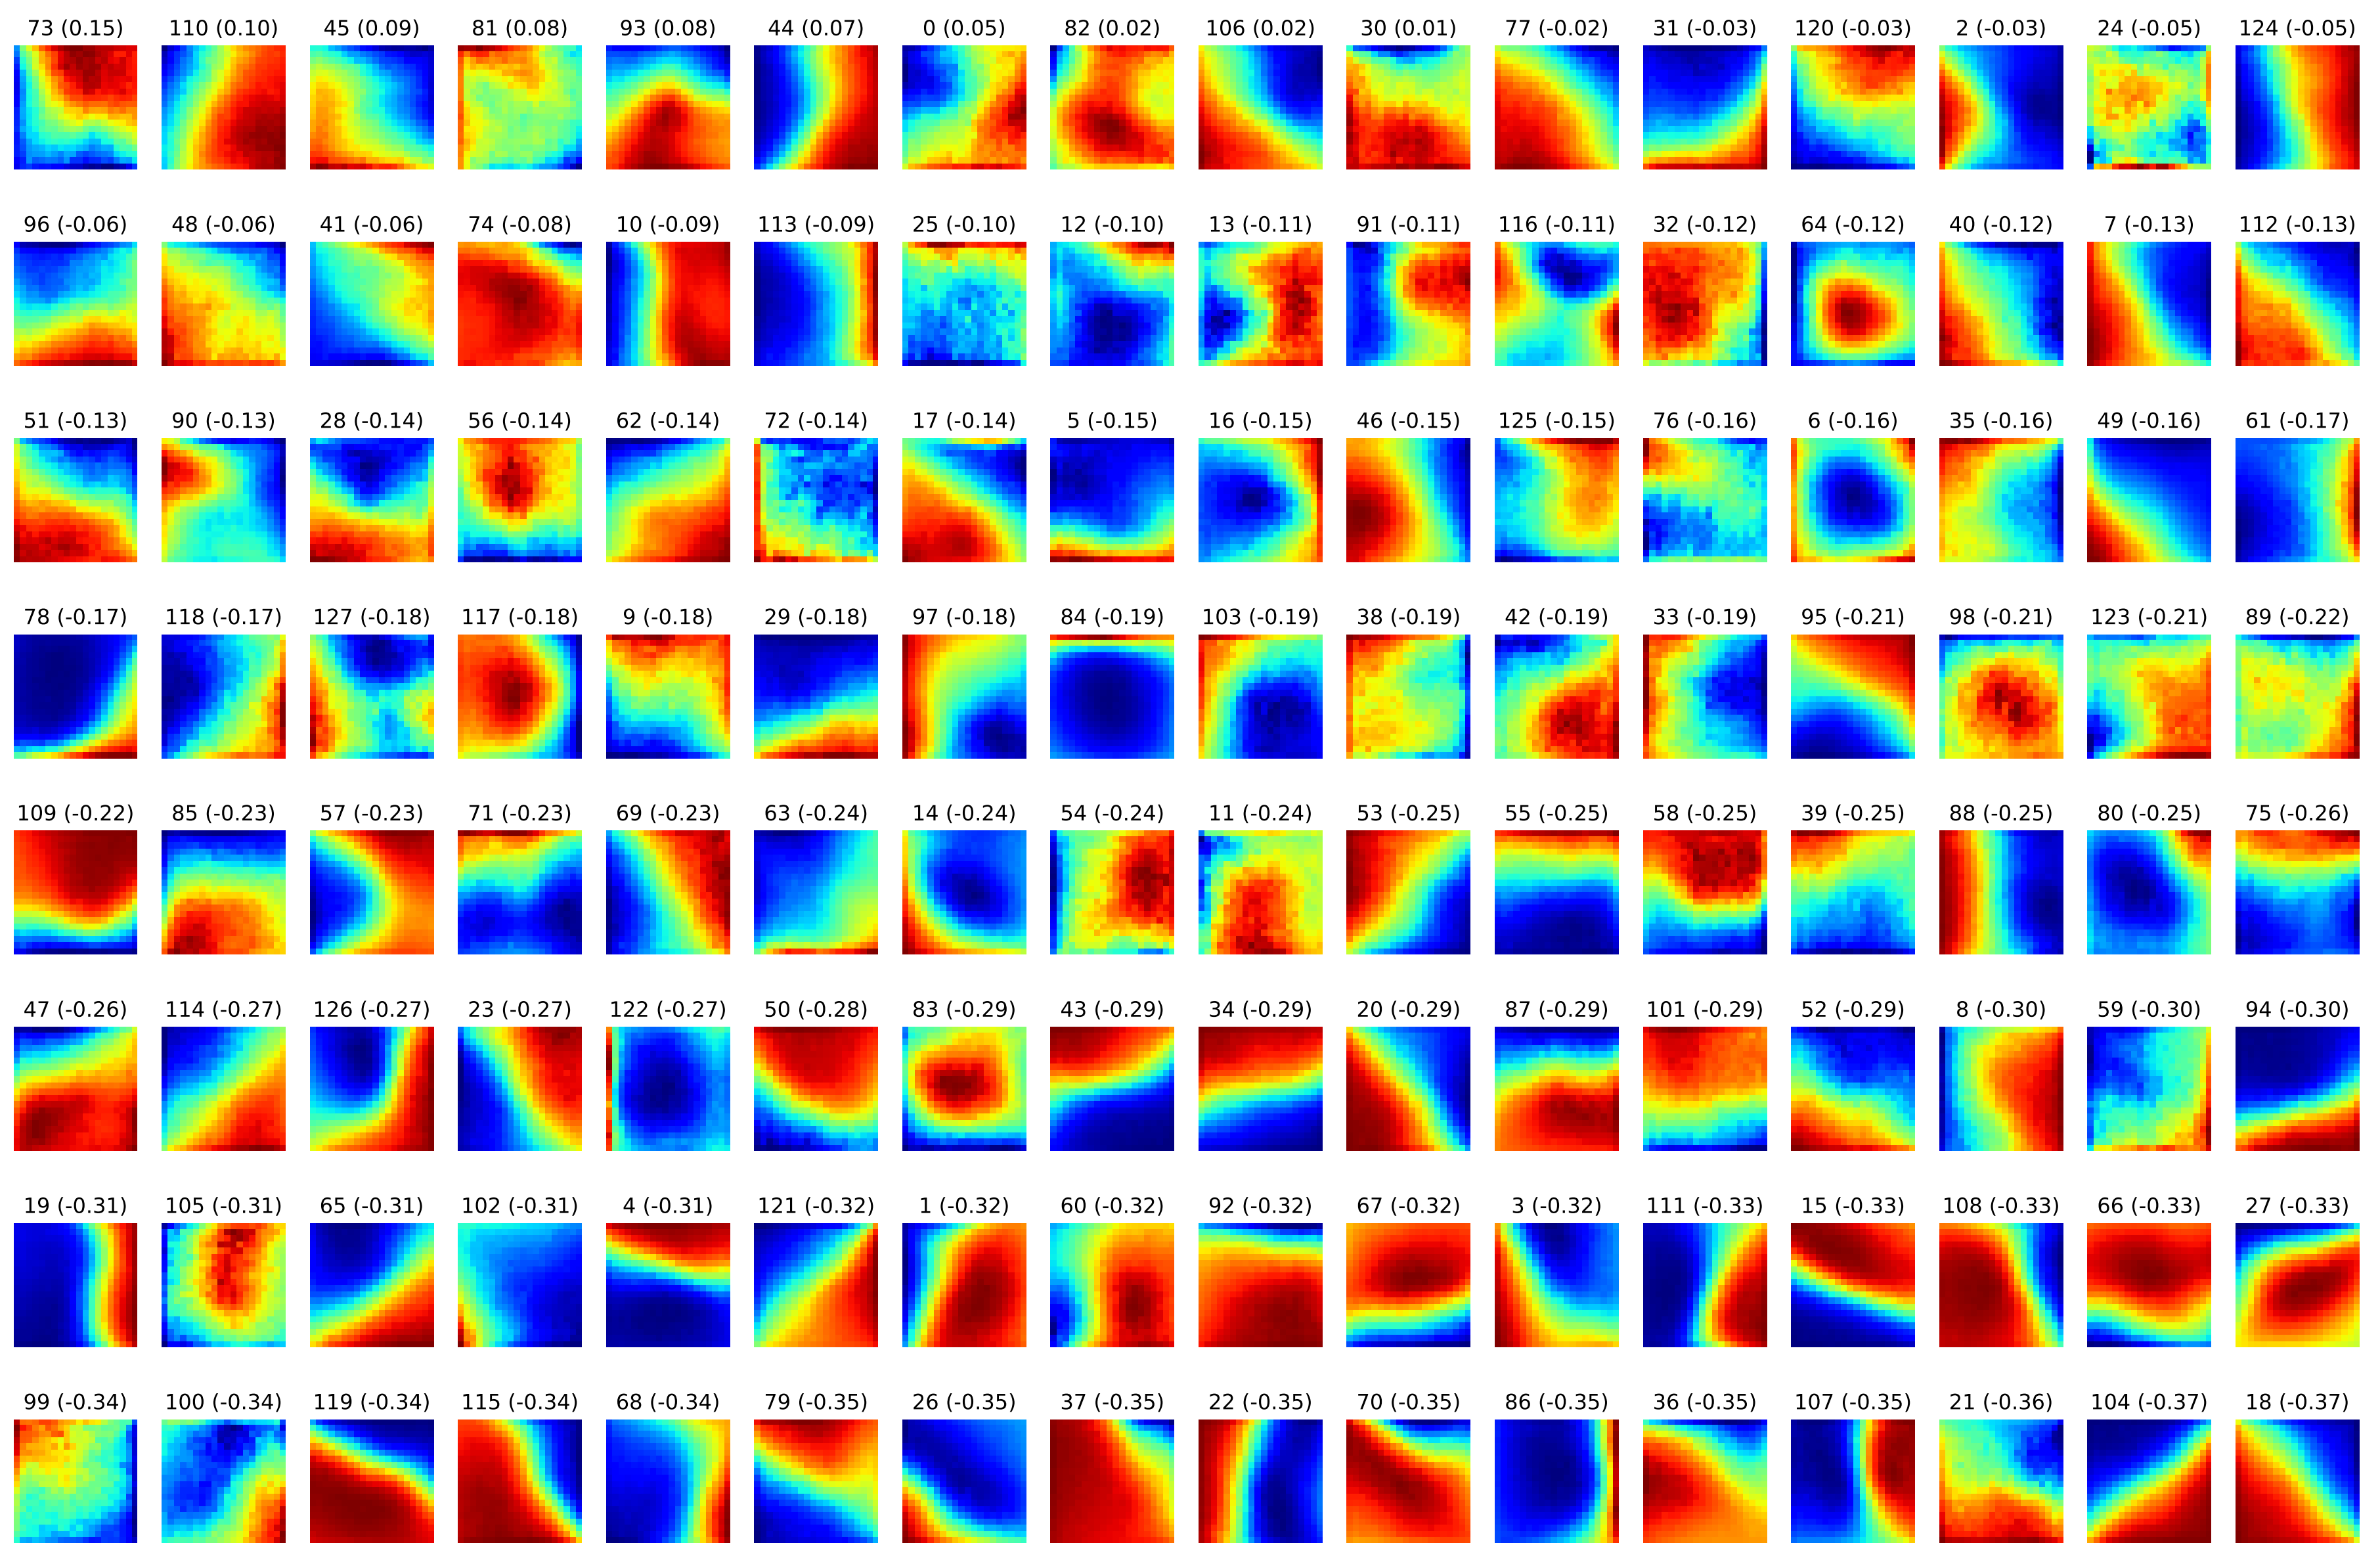 73 (0.15) 110 (0.10) 45 (0.09) 81 (0.08) 93 (0.08) 44 (0.07) 0 (0.05) 82 (0.02) 106 (0.02) 30 (0.01) 77 (-0.02) 31 (-0.03) 120 (-0.03) 2 (-0.03) 24 (-0.05) 124 (-0.05)
96 (-0.06) 48 (-0.06) 41 (-0.06) 74 (-0.08) 10 (-0.09) 113 (-0.09) 25 (-0.10) 12 (-0.10) 13 (-0.11) 91 (-0.11) 116 (-0.11) 32 (-0.12) 64 (-0.12) 40 (-0.12) 7 (-0.13) 112 (-0.13)
51 (-0.13) 90 (-0.13) 28 (-0.14) 56 (-0.14) 62 (-0.14) 72 (-0.14) 17 (-0.14) 5 (-0.15) 16 (-0.15) 46 (-0.15) 125 (-0.15) 76 (-0.16) 6 (-0.16) 35 (-0.16) 49 (-0.16) 61 (-0.17)
78 (-0.17) 118 (-0.17) 127 (-0.18) 117 (-0.18) 9 (-0.18) 29 (-0.18) 97 (-0.18) 84 (-0.19) 103 (-0.19) 38 (-0.19) 42 (-0.19) 33 (-0.19) 95 (-0.21) 98 (-0.21) 123 (-0.21) 89 (-0.22)
109 (-0.22) 85 (-0.23) 57 (-0.23) 71 (-0.23) 69 (-0.23) 63 (-0.24) 14 (-0.24) 54 (-0.24) 11 (-0.24) 53 (-0.25) 55 (-0.25) 58 (-0.25) 39 (-0.25) 88 (-0.25) 80 (-0.25) 75 (-0.26)
47 (-0.26) 114 (-0.27) 126 (-0.27) 23 (-0.27) 122 (-0.27) 50 (-0.28) 83 (-0.29) 43 (-0.29) 34 (-0.29) 20 (-0.29) 87 (-0.29) 101 (-0.29) 52 (-0.29) 8 (-0.30) 59 (-0.30) 94 (-0.30)
19 (-0.31) 105 (-0.31) 65 (-0.31) 102 (-0.31) 4 (-0.31) 121 (-0.32) 1 (-0.32) 60 (-0.32) 92 (-0.32) 67 (-0.32) 3 (-0.32) 111 (-0.33) 15 (-0.33) 108 (-0.33) 66 (-0.33) 27 (-0.33)
99 (-0.34) 100 (-0.34) 119 (-0.34) 115 (-0.34) 68 (-0.34) 79 (-0.35) 26 (-0.35) 37 (-0.35) 22 (-0.35) 70 (-0.35) 86 (-0.35) 36 (-0.35) 107 (-0.35) 21 (-0.36) 104 (-0.37) 18 (-0.37)